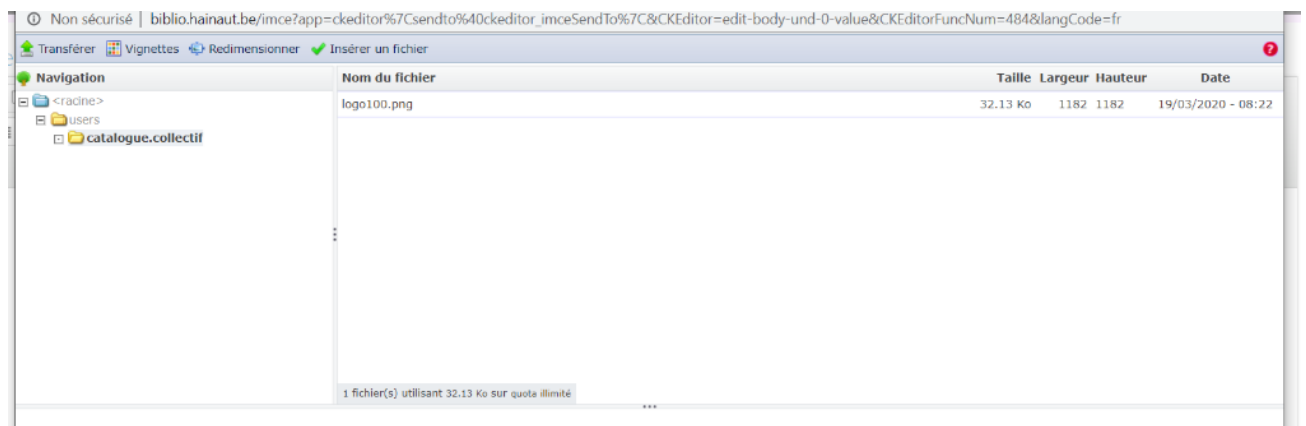 Non sécurisé | biblio.hainaut.be/imce?app=ckeditor%7Csendto%40ckeditor_imceSendTo%7C&CKEditor=edit-body-und-0-value&CKEditorFuncNum=484&langCode=fr
Transférer Vignettes Redimensionner Insérer un fichier
Navigation Nom du fichier Taille Largeur Hauteur Date
<racine> logo100.png 32.13 Ko 1182 1182 19/03/2020 - 08:22
users
catalogue.collectif
1 fichier(s) utilisant 32.13 Ko sur quota illimité